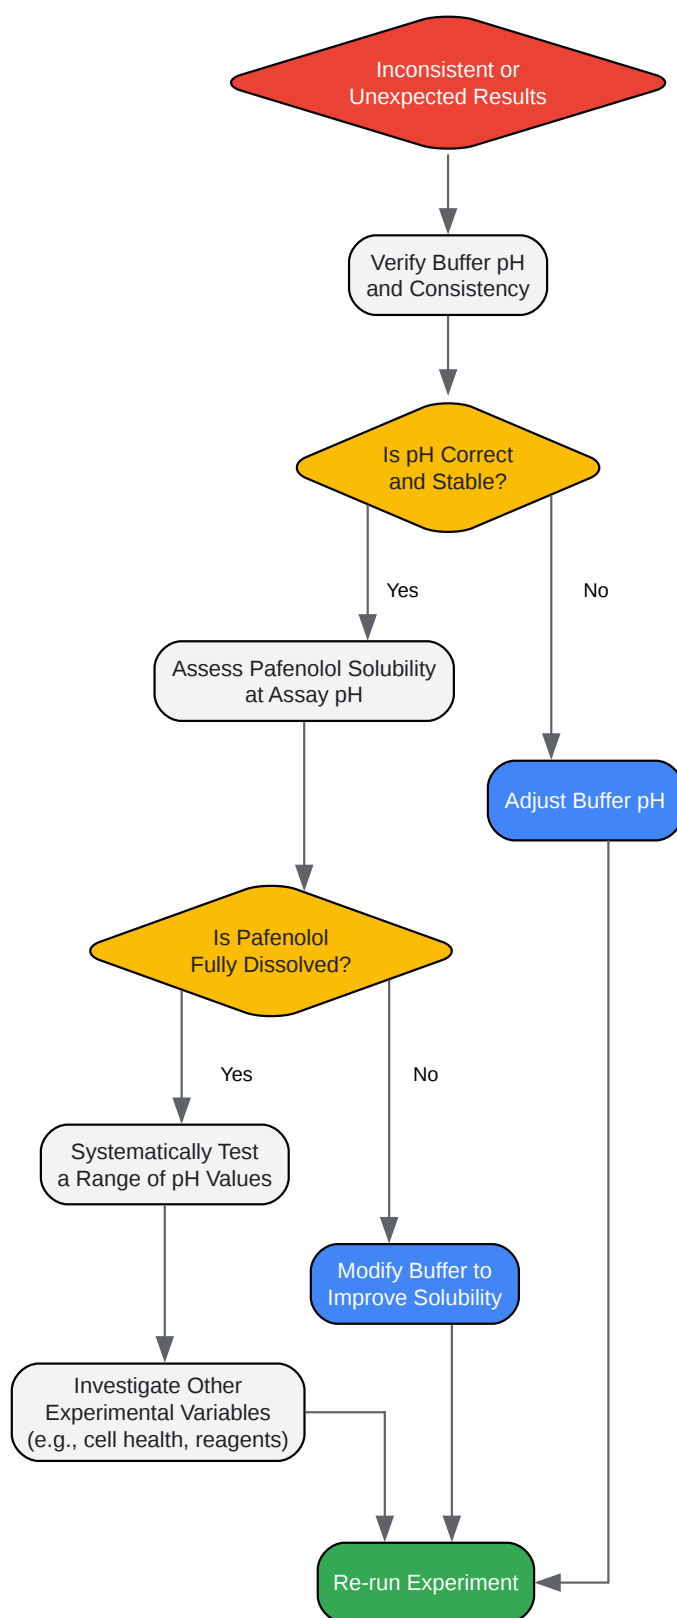 Inconsistent or
Unexpected Results
Verify Buffer pH
and Consistency
Is pH Correct
and Stable?
Yes
No
Assess Pafenolol Solubility
at Assay pH
Adjust Buffer pH
Is Pafenolol
Fully Dissolved?
Yes
No
Systematically Test
a Range of pH Values
Modify Buffer to
Improve Solubility
Investigate Other
Experimental Variables
(e.g., cell health, reagents)
Re-run Experiment